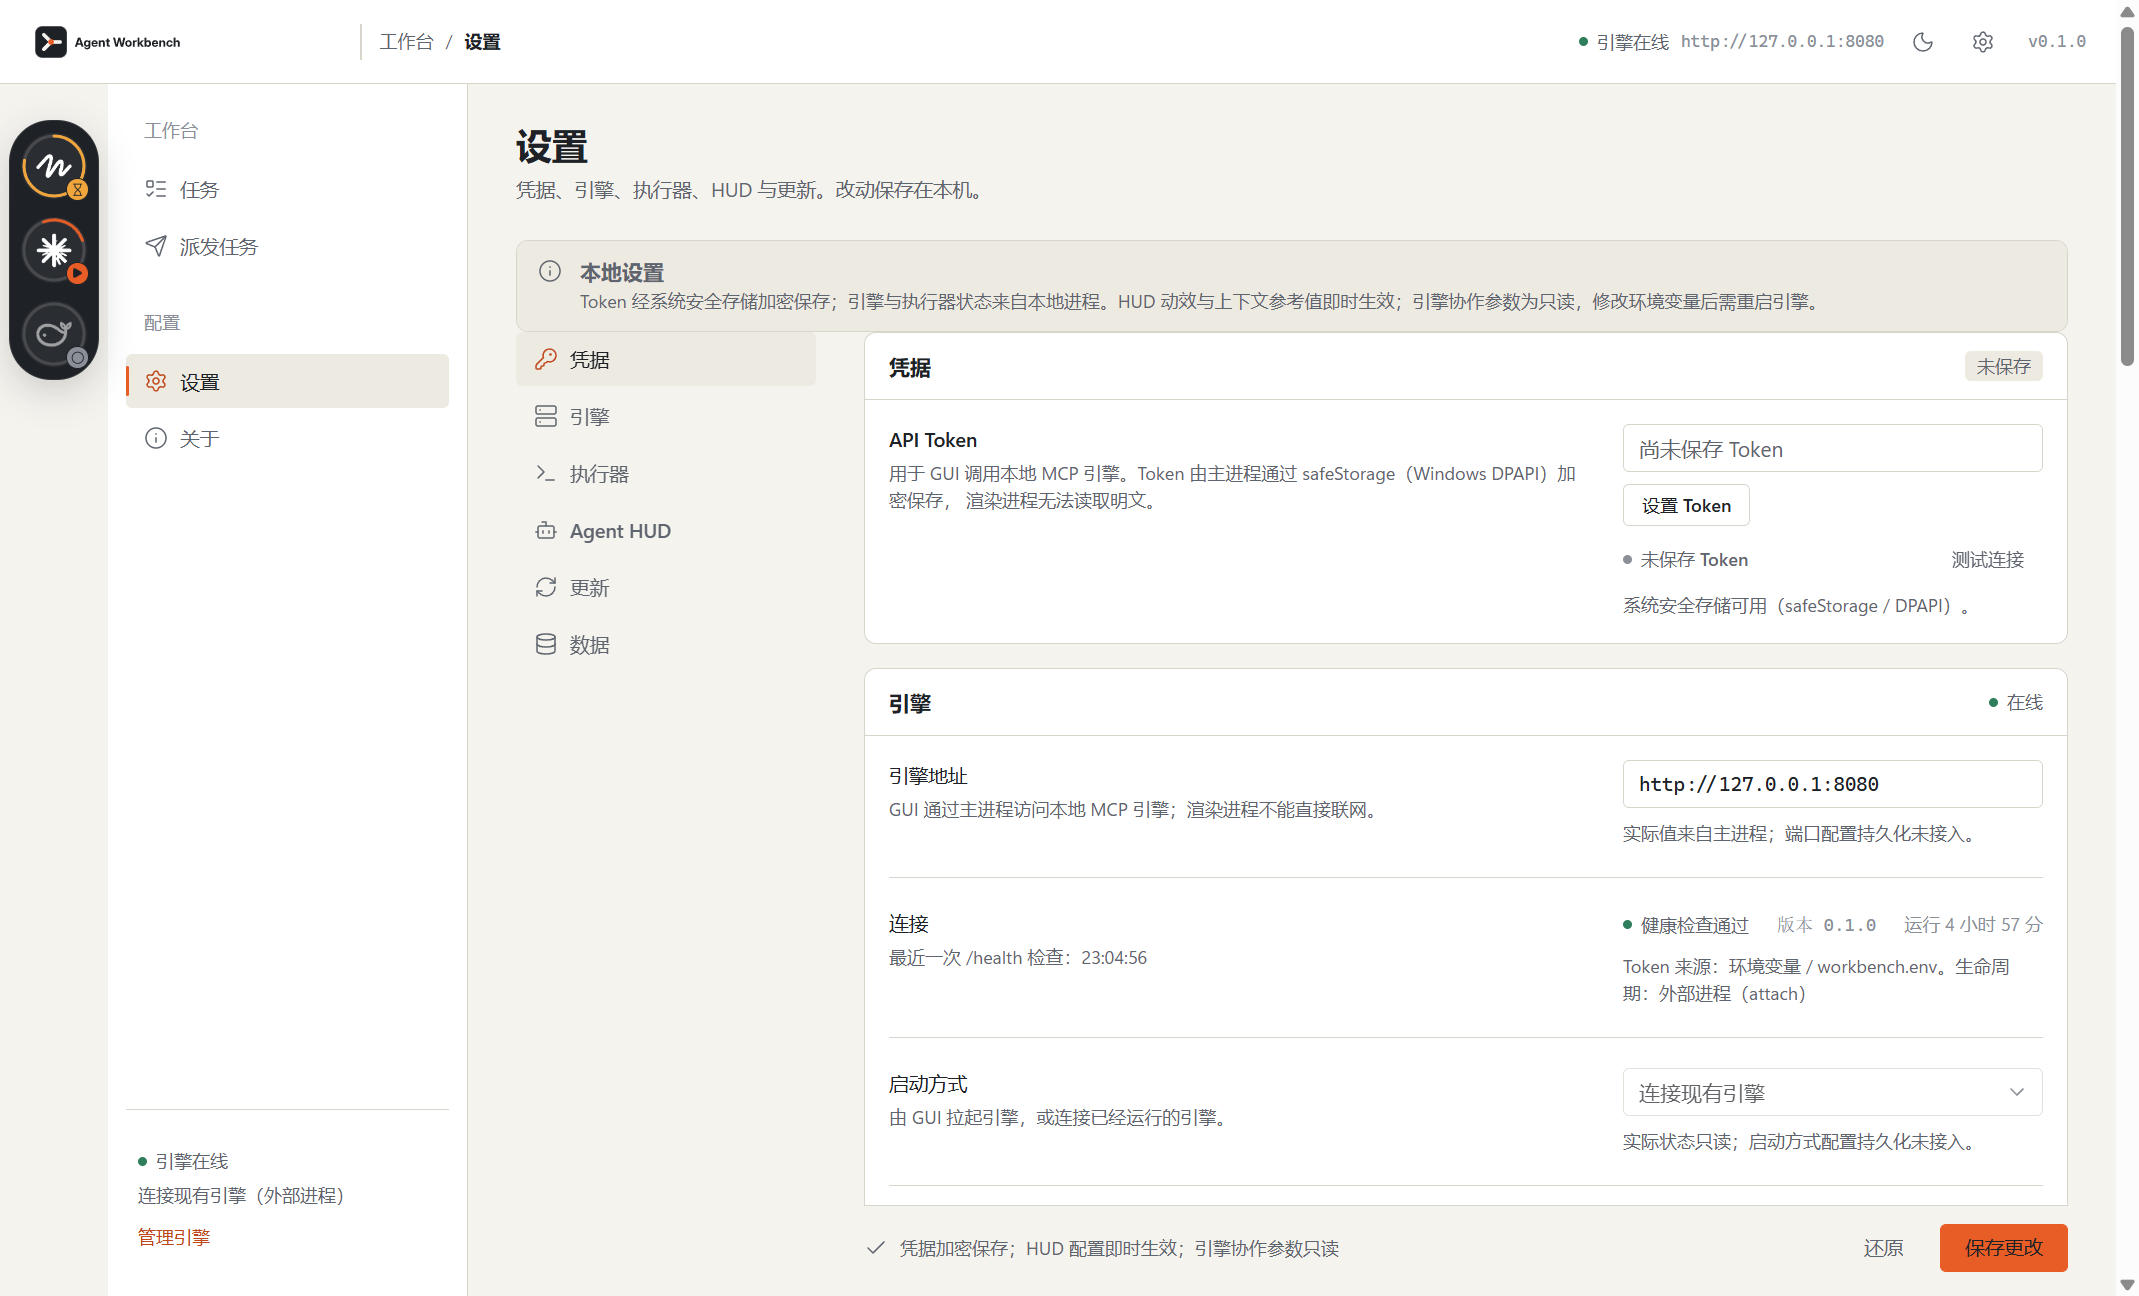 Agent Workbench
工作台 / 设置
引擎在线 http://127.0.0.1:8080
v0.1.0
工作台
任务
派发任务
配置
设置
关于
引擎在线
连接现有引擎（外部进程）
管理引擎
设置
凭据、引擎、执行器、HUD 与更新。改动保存在本机。
本地设置
Token 经系统安全存储加密保存；引擎与执行器状态来自本地进程。HUD 动效与上下文参考值即时生效；引擎协作参数为只读，修改环境变量后需重启引擎。
凭据
引擎
执行器
Agent HUD
更新
数据
凭据
未保存
API Token
用于 GUI 调用本地 MCP 引擎。Token 由主进程通过 safeStorage（Windows DPAPI）加
密保存， 渲染进程无法读取明文。
尚未保存 Token
设置 Token
未保存 Token
测试连接
系统安全存储可用（safeStorage / DPAPI）。
引擎
在线
引擎地址
GUI 通过主进程访问本地 MCP 引擎；渲染进程不能直接联网。
http://127.0.0.1:8080
实际值来自主进程；端口配置持久化未接入。
连接
最近一次 /health 检查：23:04:56
健康检查通过 版本 0.1.0 运行 4 小时 57 分
Token 来源：环境变量 / workbench.env。生命周
期：外部进程（attach）
启动方式
由 GUI 拉起引擎，或连接已经运行的引擎。
连接现有引擎
实际状态只读；启动方式配置持久化未接入。
凭据加密保存；HUD 配置即时生效；引擎协作参数只读
还原
保存更改